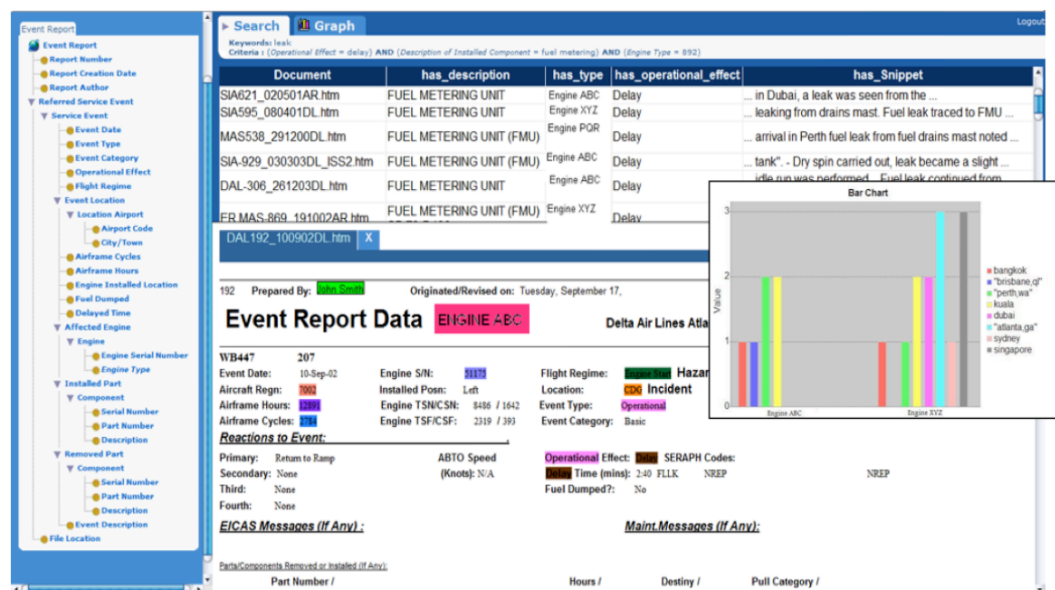 Event Report
Event Report
Report Number
Report Creation Date
Report Author
Referred Service Event
Service Event
Event Date
Event Type
Event Category
Operational Effect
Flight Regime
Event Location
Location Airport
Airport Code
City/Town
Airframe Cycles
Airframe Hours
Engine Installed Location
Fuel Dumped
Delayed Time
Affected Engine
Engine
Engine Serial Number
Engine Type
Installed Part
Component
Serial Number
Part Number
Description
Removed Part
Component
Serial Number
Part Number
Description
Event Description
File Location
Search Graph Logout
Keywords: leak
Criteria : (Operational Effect = delay) AND (Description of Installed Component = fuel metering) AND (Engine Type = 892)
Document has_description has_type has_operational_effect has_Snippet
SIA621_020501AR.htm FUEL METERING UNIT Engine ABC Delay ... in Dubai, a leak was seen from the ...
SIA595_080401DL.htm FUEL METERING UNIT Engine XYZ Delay ... leaking from drains mast. Fuel leak traced to FMU ...
MAS538_291200DL.htm FUEL METERING UNIT (FMU) Engine PQR Delay ... arrival in Perth fuel leak from fuel drains mast noted ...
SIA-929_030303DL_ISS2.htm FUEL METERING UNIT (FMU) Engine ABC Delay ... tank". - Dry spin carried out, leak became a slight ...
DAL-306_261203DL.htm FUEL METERING UNIT (FMU) Engine ABC Delay
ER MAS-869_191002AR.htm FUEL METERING UNIT (FMU) Engine XYZ Delay
DAL192_100902DL.htm X
192 Prepared By: John Smith Originated/Revised on: Tuesday, September 17,
Event Report Data ENGINE ABC Delta Air Lines Atla
WB447 207
Event Date: 10-Sep-02 Engine S/N: 51175 Flight Regime: Engine Start Hazar
Aircraft Regn: 7002 Installed Posn: Left Location: CDG Incident
Airframe Hours: 12891 Engine TSN/CSN: 8486 / 1642 Event Type: Operational
Airframe Cycles: 2784 Engine TSF/CSF: 2319 / 393 Event Category: Basic
Reactions to Event:
Primary: Return to Ramp ABTO Speed Operational Effect: Delay SERAPH Codes:
Secondary: None (Knots): N/A Delay Time (mins): 2:40 FLLK NREP NREP
Third: None Fuel Dumped?: No
Fourth: None
EICAS Messages (If Any) : Maint.Messages (If Any):
Parts/Components Removed or Installed (If Any):
Part Number / Hours / Destiny / Pull Category /
Bar Chart
Value
3
2
1
0
Engine ABC Engine XYZ
bangkok
"brisbane,ql"
"perth,wa"
kuala
dubai
"atlanta,ga"
sydney
singapore